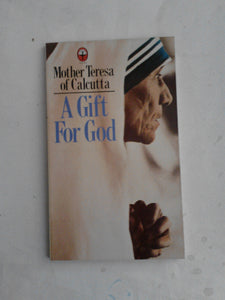 Mother Teresa
of Calcutta
A Gift
For God